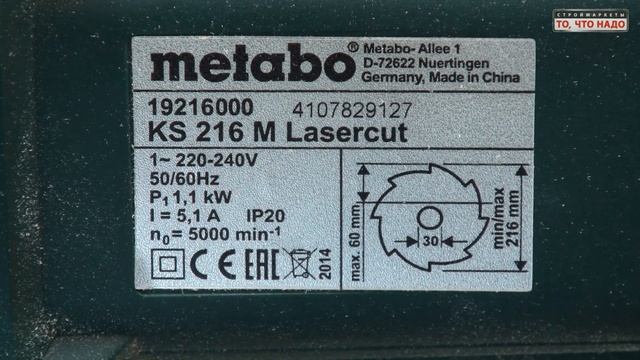 СТРОЙМАРКЕТЫ
ТО, ЧТО НАДО
metabo®
Metabo- Allee 1
D-72622 Nuertingen
Germany, Made in China
19216000 4107829127
KS 216 M Lasercut
1~ 220-240V
50/60Hz
P₁ 1,1 kW
I = 5,1 A IP20
n₀= 5000 min⁻¹
CE EAC 2014
max. 60 mm
30
min/max
216 mm